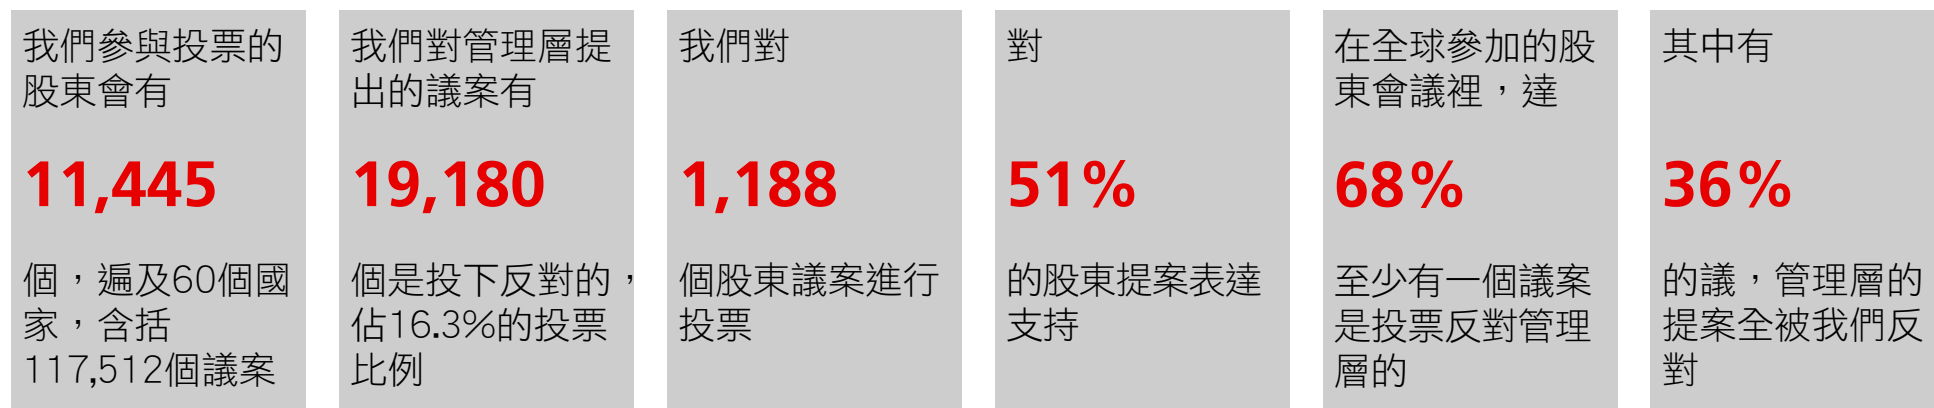 我們參與投票的
股東會有
11,445
個，遍及60個國
家，含括
117,512個議案
我們對管理層提
出的議案有
19,180
個是投下反對的，
佔16.3%的投票
比例
我們對
1,188
個股東議案進行
投票
對
51%
的股東提案表達
支持
在全球參加的股
東會議裡，達
68%
至少有一個議案
是投票反對管理
層的
其中有
36%
的議，管理層的
提案全被我們反
對